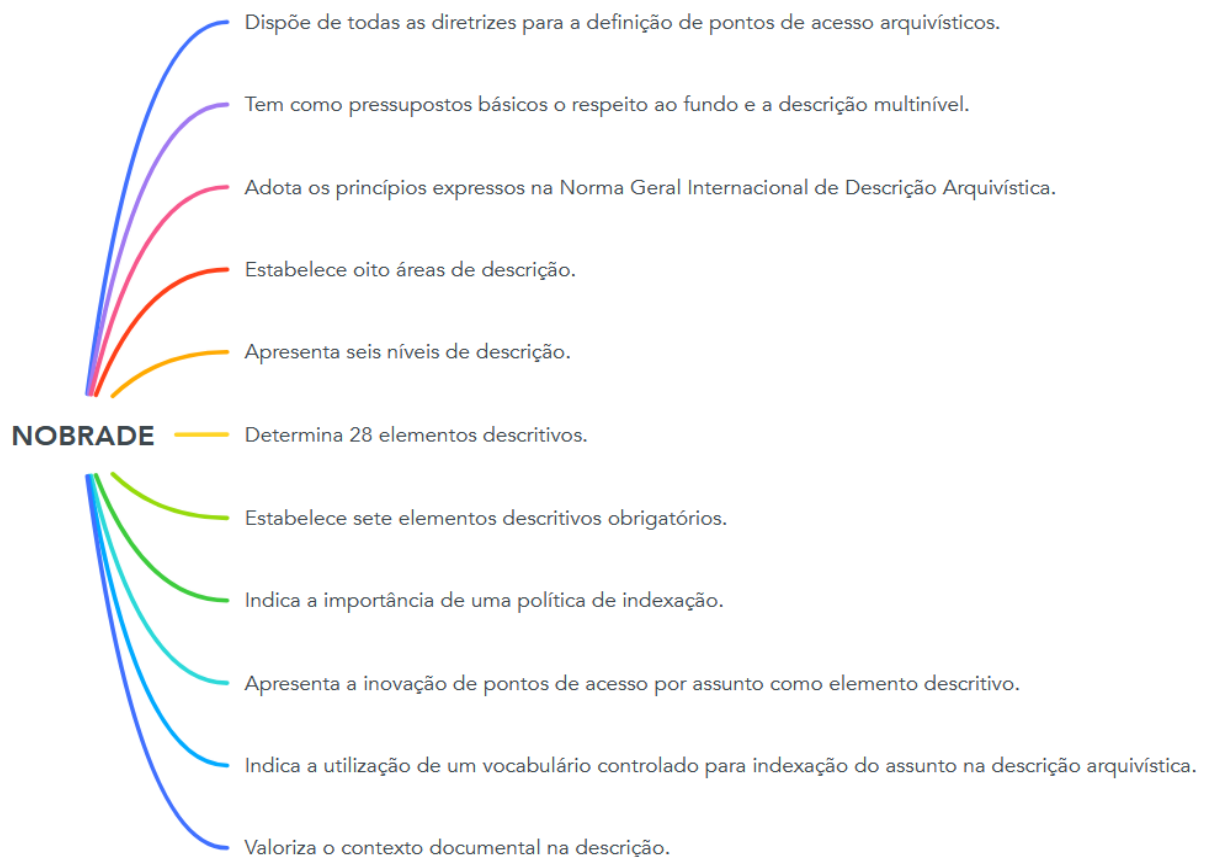 Dispõe de todas as diretrizes para a definição de pontos de acesso arquivísticos.
Tem como pressupostos básicos o respeito ao fundo e a descrição multinível.
Adota os princípios expressos na Norma Geral Internacional de Descrição Arquivística.
Estabelece oito áreas de descrição.
Apresenta seis níveis de descrição.
NOBRADE
Determina 28 elementos descritivos.
Estabelece sete elementos descritivos obrigatórios.
Indica a importância de uma política de indexação.
Apresenta a inovação de pontos de acesso por assunto como elemento descritivo.
Indica a utilização de um vocabulário controlado para indexação do assunto na descrição arquivística.
Valoriza o contexto documental na descrição.